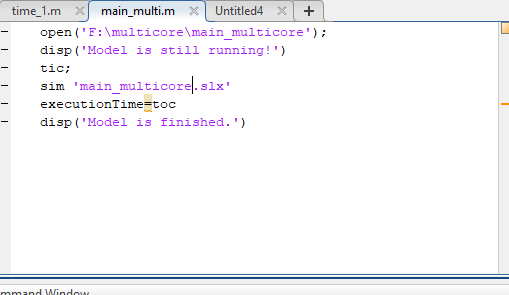 time_1.m × main_multi.m × Untitled4 × +
open('F:\multicore\main_multicore');
disp('Model is still running!')
tic;
sim 'main_multicore.slx'
executionTime=toc
disp('Model is finished.')
mmand Window